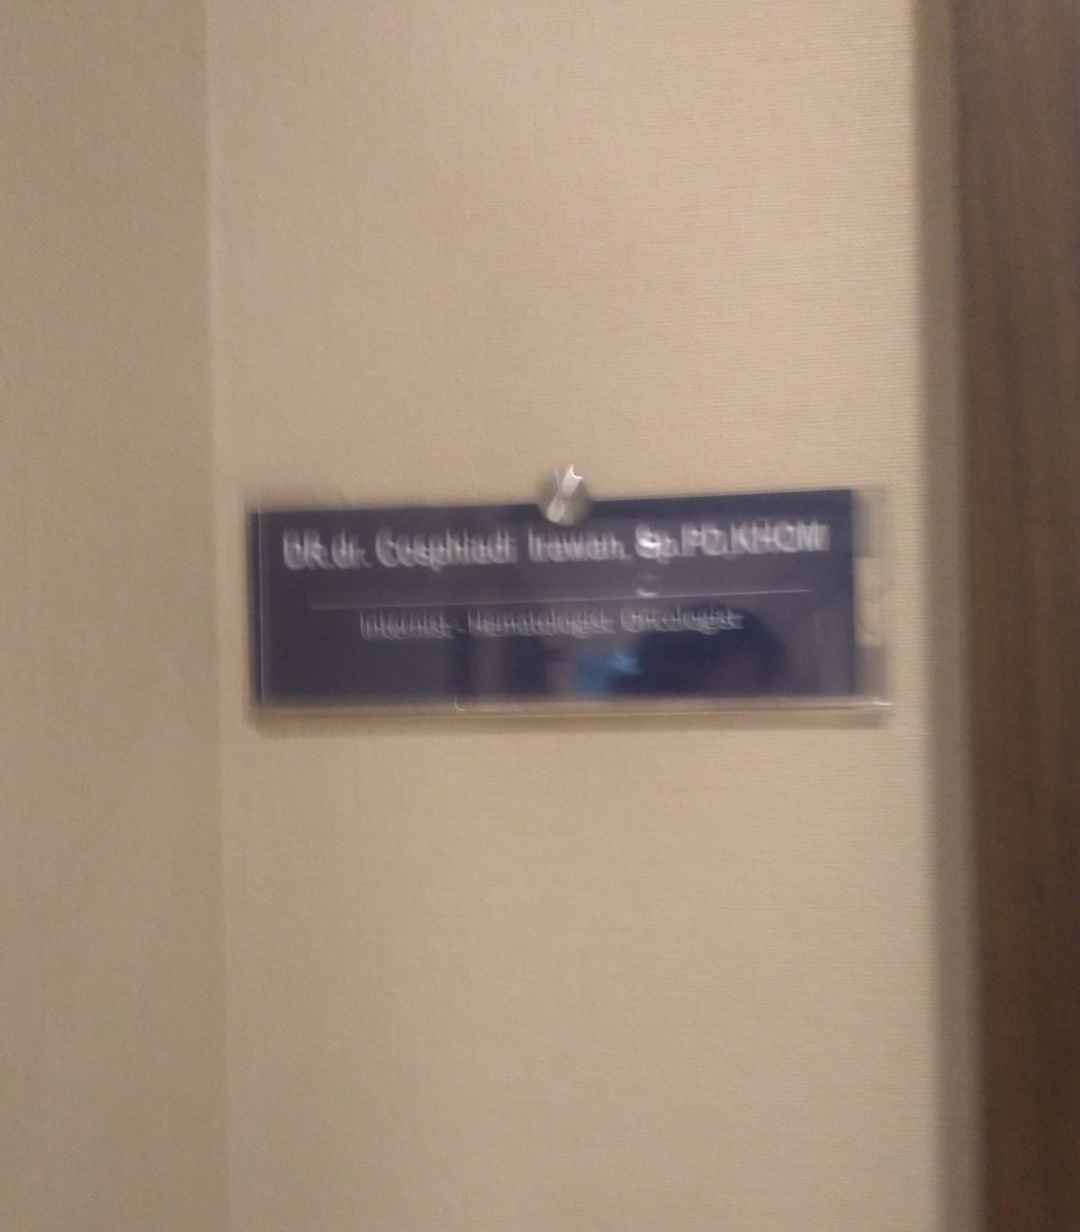 DR.dr. Cosphiadi Irawan, Sp.PD.KHOM
Internist - Hematologist Oncologist